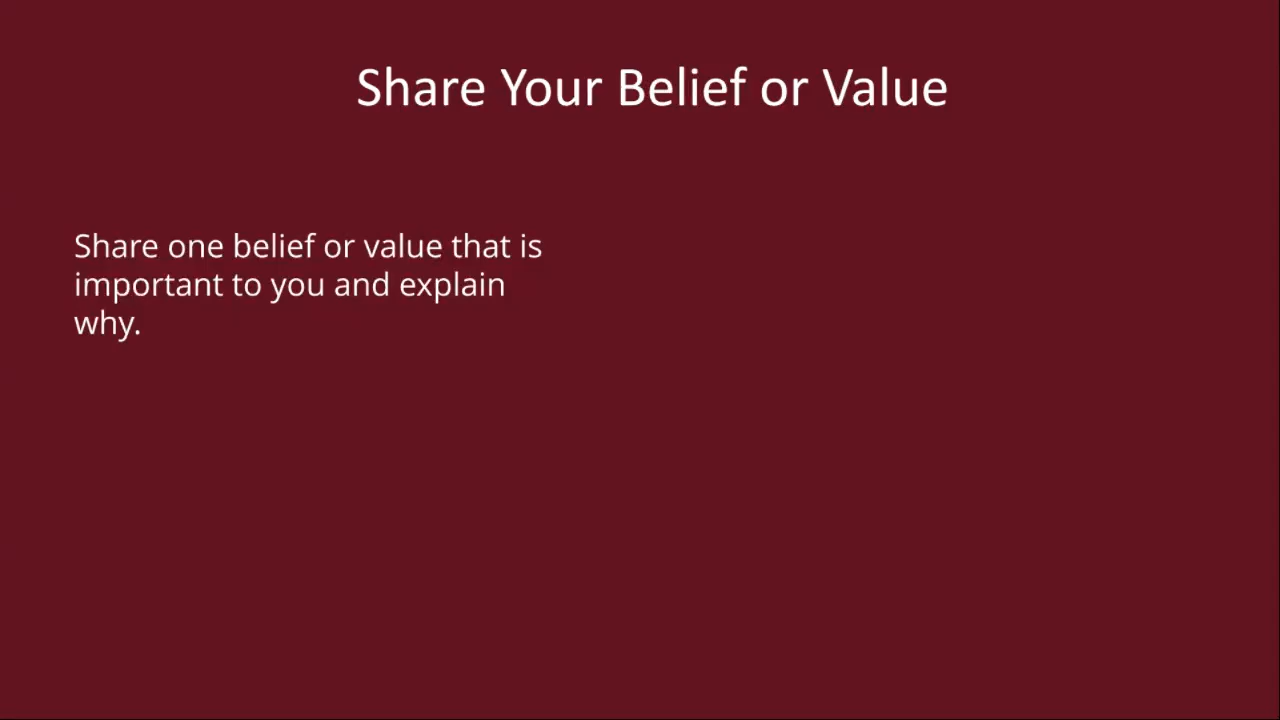 Share Your Belief or Value
Share one belief or value that is
important to you and explain
why.